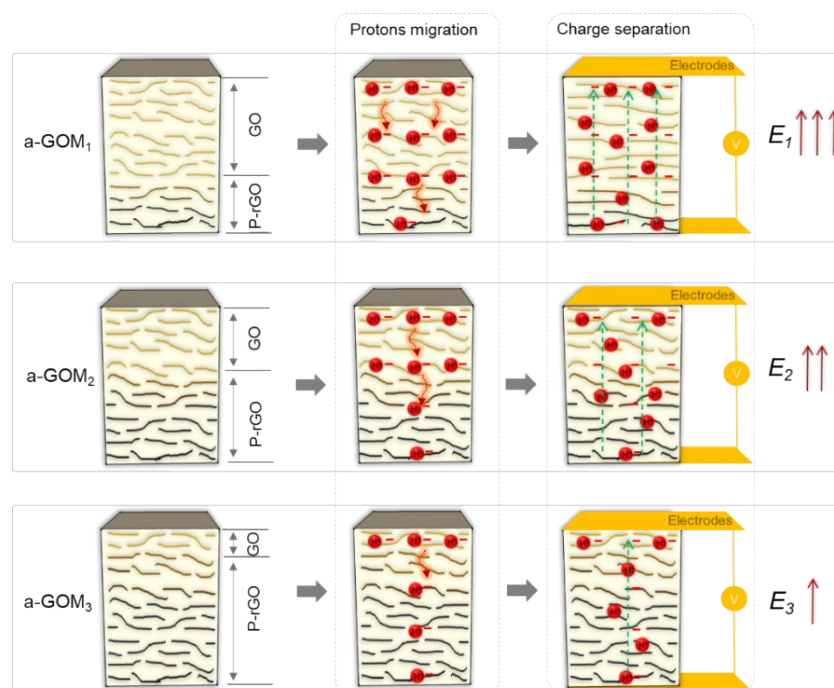 Protons migration
Charge separation
a-GOM₁
GO
P-rGO
H⁺ H⁺ H⁺
H⁺ H⁺ H⁺
H⁺ H⁺ H⁺
H⁺
Electrodes
H⁺ H⁺
H⁺ H⁺
H⁺
H⁺ H⁺
H⁺
H⁺ H⁺
V
E₁
a-GOM₂
GO
P-rGO
H⁺ H⁺ H⁺
H⁺ H⁺ H⁺
H⁺
H⁺
Electrodes
H⁺ H⁺
H⁺
H⁺
H⁺ H⁺
H⁺
H⁺
V
E₂
a-GOM₃
GO
P-rGO
H⁺ H⁺ H⁺
H⁺
H⁺
H⁺
Electrodes
H⁺ H⁺
H⁺
H⁺
H⁺
H⁺
V
E₃